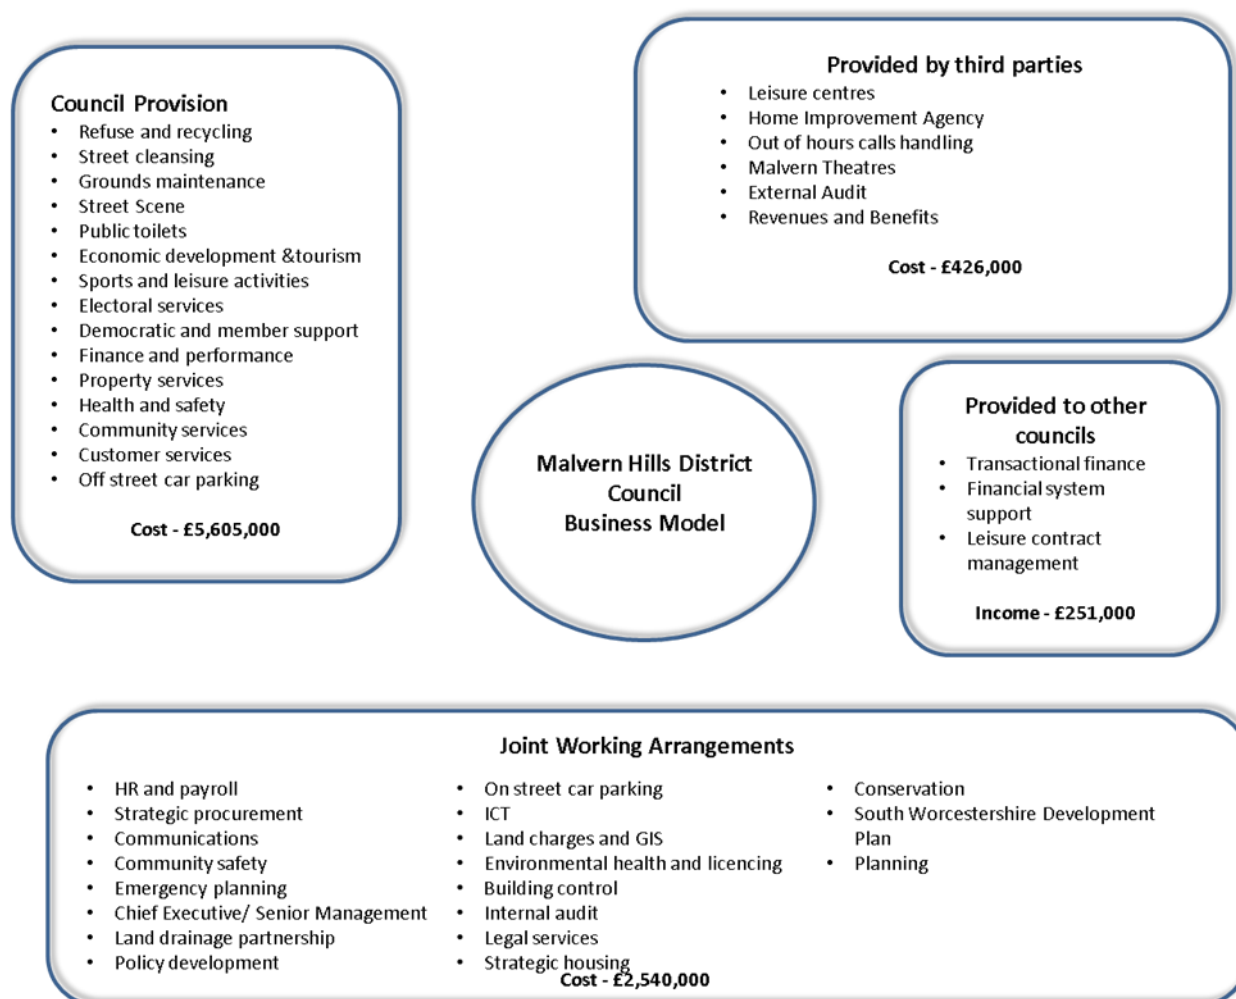 Council Provision
• Refuse and recycling
• Street cleansing
• Grounds maintenance
• Street Scene
• Public toilets
• Economic development &tourism
• Sports and leisure activities
• Electoral services
• Democratic and member support
• Finance and performance
• Property services
• Health and safety
• Community services
• Customer services
• Off street car parking
Cost - £5,605,000
Provided by third parties
• Leisure centres
• Home Improvement Agency
• Out of hours calls handling
• Malvern Theatres
• External Audit
• Revenues and Benefits
Cost - £426,000
Malvern Hills District
Council
Business Model
Provided to other
councils
• Transactional finance
• Financial system
support
• Leisure contract
management
Income - £251,000
Joint Working Arrangements
• HR and payroll
• Strategic procurement
• Communications
• Community safety
• Emergency planning
• Chief Executive/ Senior Management
• Land drainage partnership
• Policy development
• On street car parking
• ICT
• Land charges and GIS
• Environmental health and licencing
• Building control
• Internal audit
• Legal services
• Strategic housing
• Conservation
• South Worcestershire Development
Plan
• Planning
Cost - £2,540,000